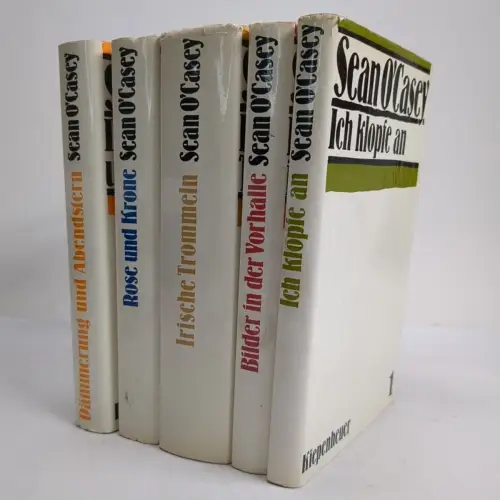 Dämmerung und Abendstern Sean O'Casey
Rose und Krone Sean O'Casey
Irische Trommeln Sean O'Casey
Bilder in der Vorhalle Sean O'Casey
Ich klopfe an Sean O'Casey
Sean O'Casey
Ich klopfe an
1
Kiepenheuer